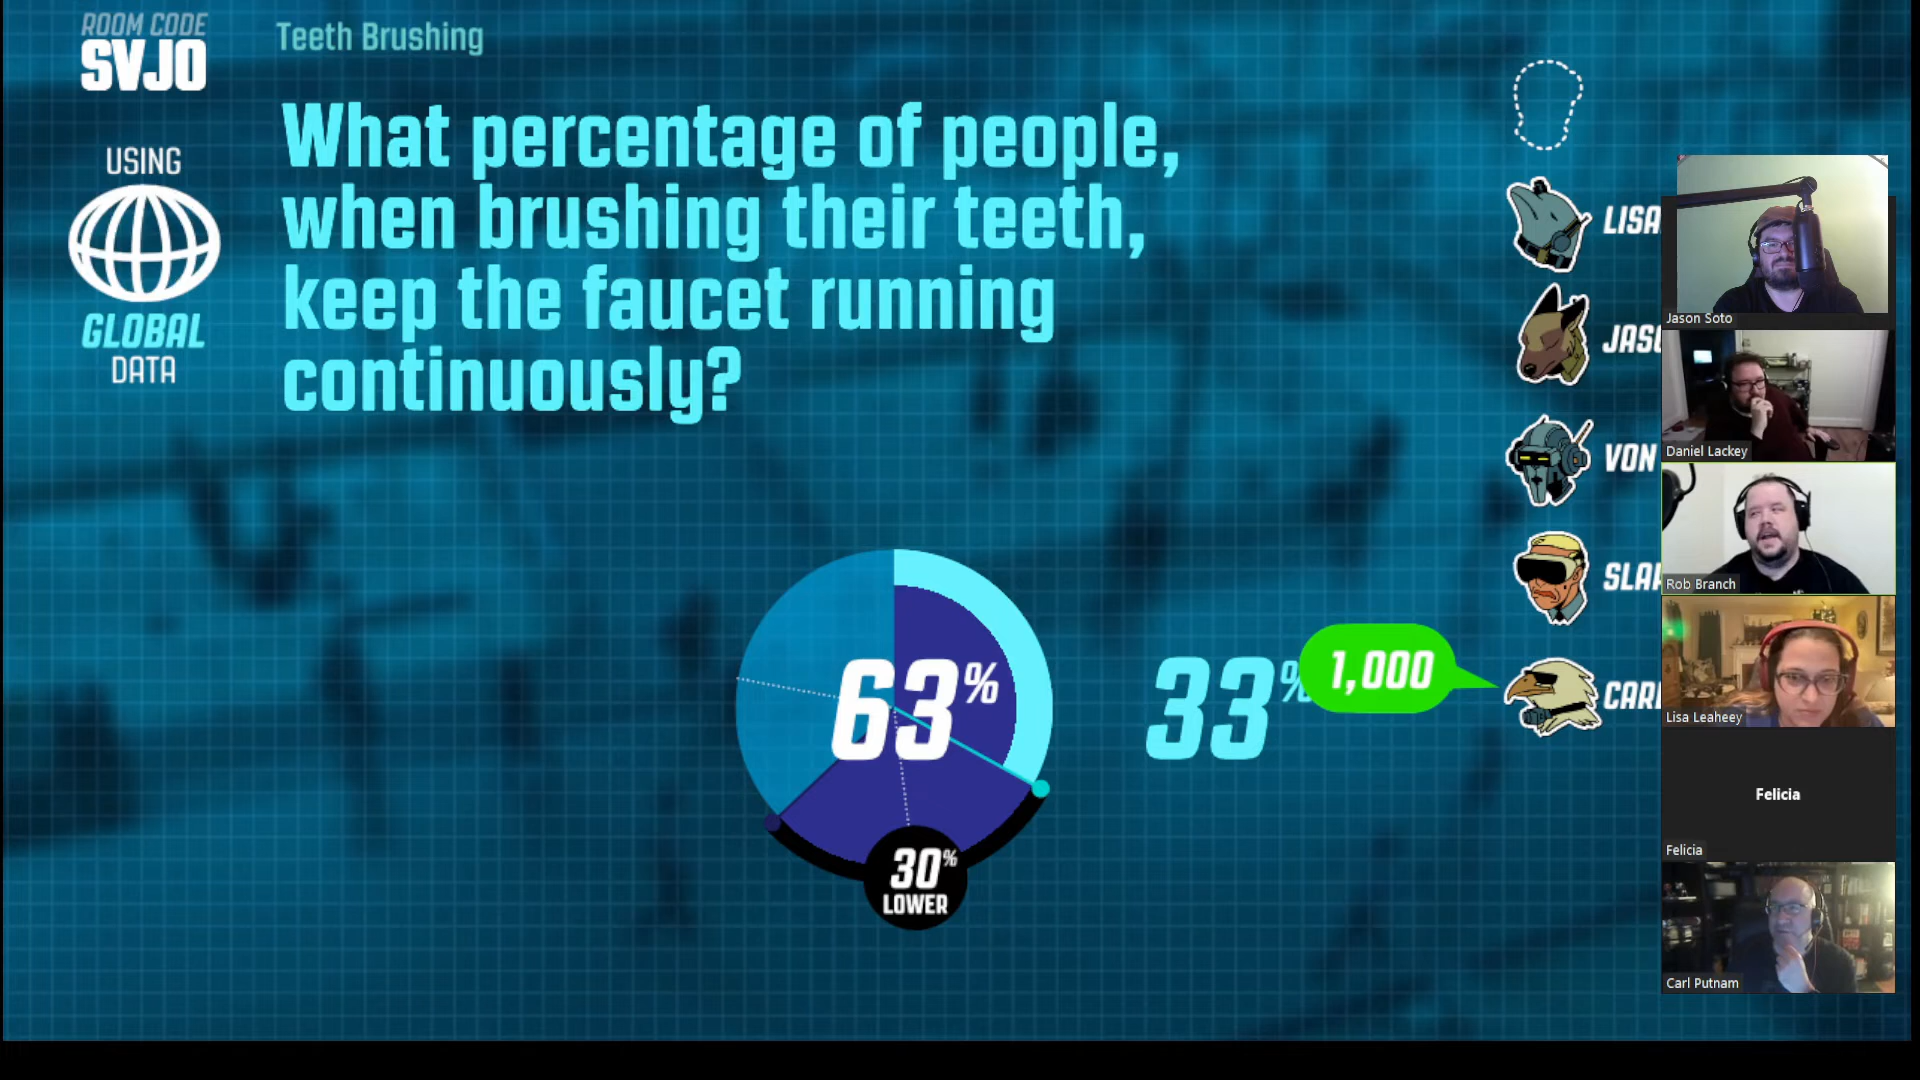 ROOM CODE
SVJO
Teeth Brushing
USING
GLOBAL
DATA
What percentage of people,
when brushing their teeth,
keep the faucet running
continuously?
LISA
JASO
VON
SLA
CARL
63%
33%
1,000
30%
LOWER
Jason Soto
Daniel Lackey
Rob Branch
Lisa Leaheey
Felicia
Felicia
Carl Putnam